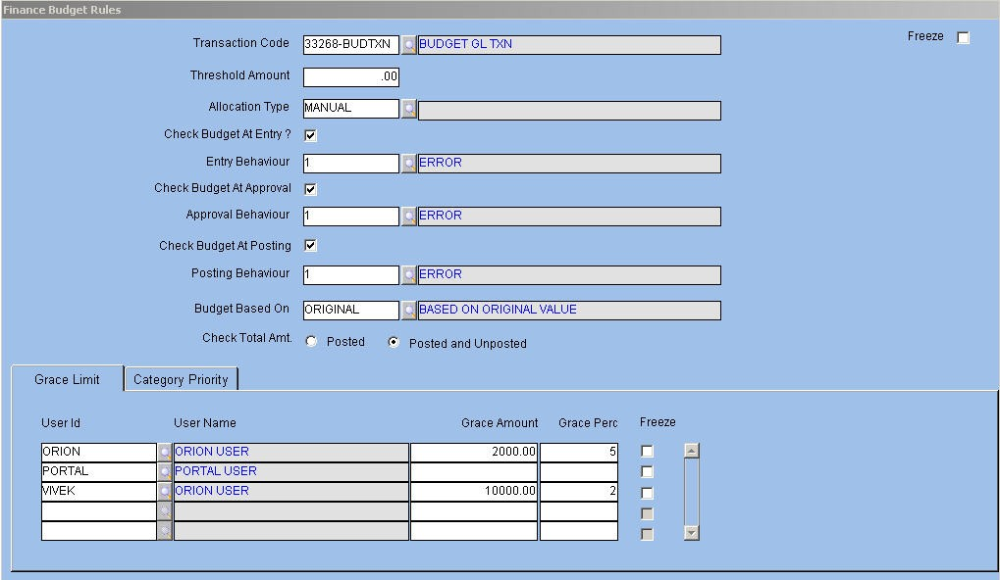 Finance Budget Rules
Transaction Code 33268-BUDTXN BUDGET GL TXN Freeze
Threshold Amount .00
Allocation Type MANUAL
Check Budget At Entry ?
Entry Behaviour 1 ERROR
Check Budget At Approval
Approval Behaviour 1 ERROR
Check Budget At Posting
Posting Behaviour 1 ERROR
Budget Based On ORIGINAL BASED ON ORIGINAL VALUE
Check Total Amt. Posted Posted and Unposted
Grace Limit Category Priority
User Id User Name Grace Amount Grace Perc Freeze
ORION ORION USER 2000.00 5
PORTAL PORTAL USER
VIVEK ORION USER 10000.00 2